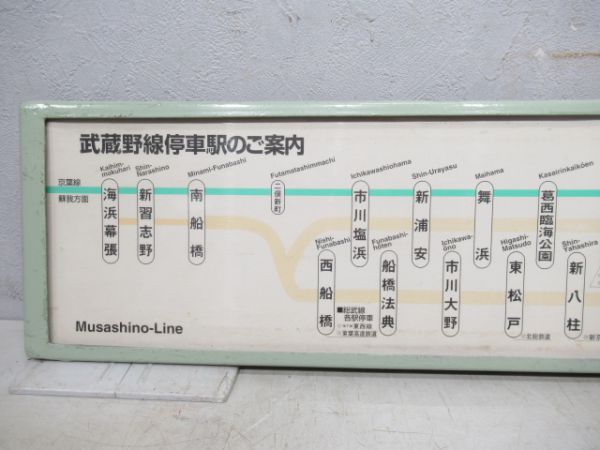 武蔵野線停車駅のご案内
京葉線
蘇我方面
Kaihim-makuhari
海浜幕張
Shin-Narashino
新習志野
Minami-Funabashi
南船橋
Futamatashimmachi
二俣新町
Ichikawashiohama
市川塩浜
Shin-Urayasu
新浦安
Maihama
舞浜
Kasairinkaikōen
葛西臨海公園
Nishi-Funabashi
西船橋
■総武線
各駅停車
東西線
東葉高速鉄道
Funabashi-hōten
船橋法典
Ichikawa-ōno
市川大野
Higashi-Matsudo
東松戸
北総鉄道
Shin-Yahashira
新八柱
Musashino-Line